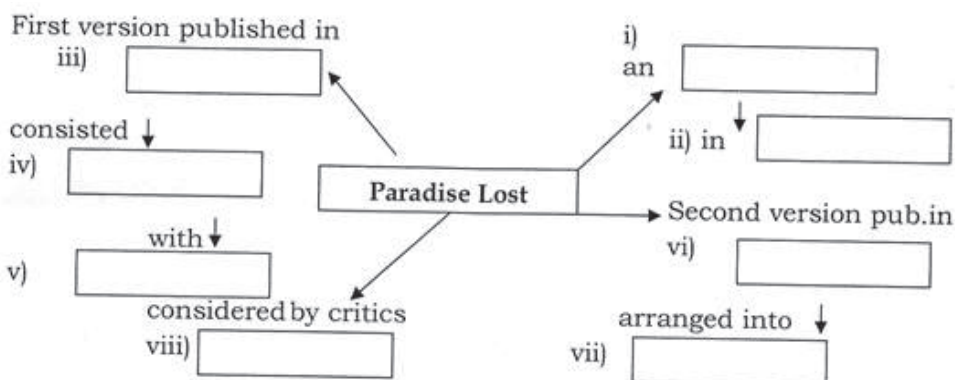 First version published in
iii)
i)
an
consisted
iv)
ii) in
Paradise Lost
Second version pub.in
vi)
with
v)
considered by critics
viii)
arranged into
vii)